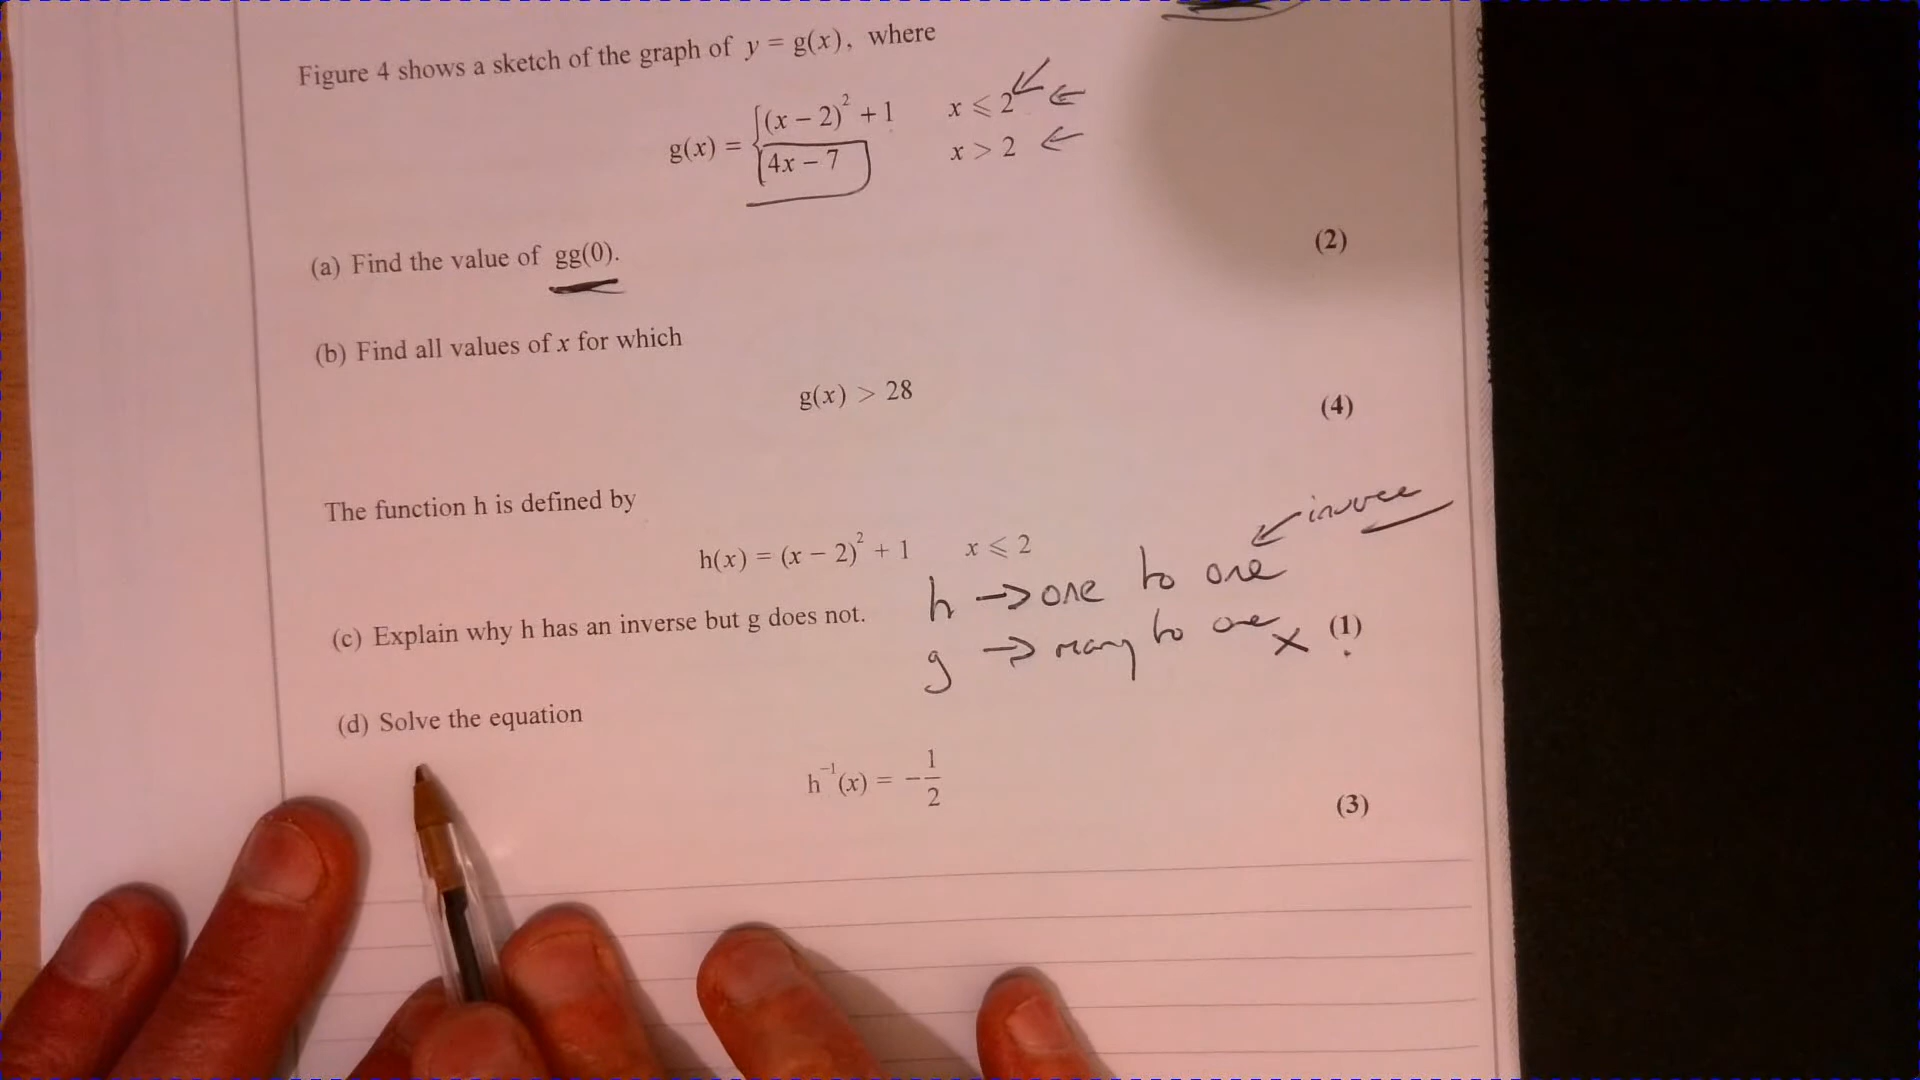 Figure 4 shows a sketch of the graph of y = g(x), where
g(x) = { (x – 2)² + 1    x ⩽ 2
4x – 7    x > 2
(a) Find the value of gg(0).
(2)
(b) Find all values of x for which
g(x) > 28
(4)
The function h is defined by
h(x) = (x – 2)² + 1    x ⩽ 2
h → one to one
(c) Explain why h has an inverse but g does not.
g → many to one x
(1)
(d) Solve the equation
h⁻¹(x) = –1/2
(3)